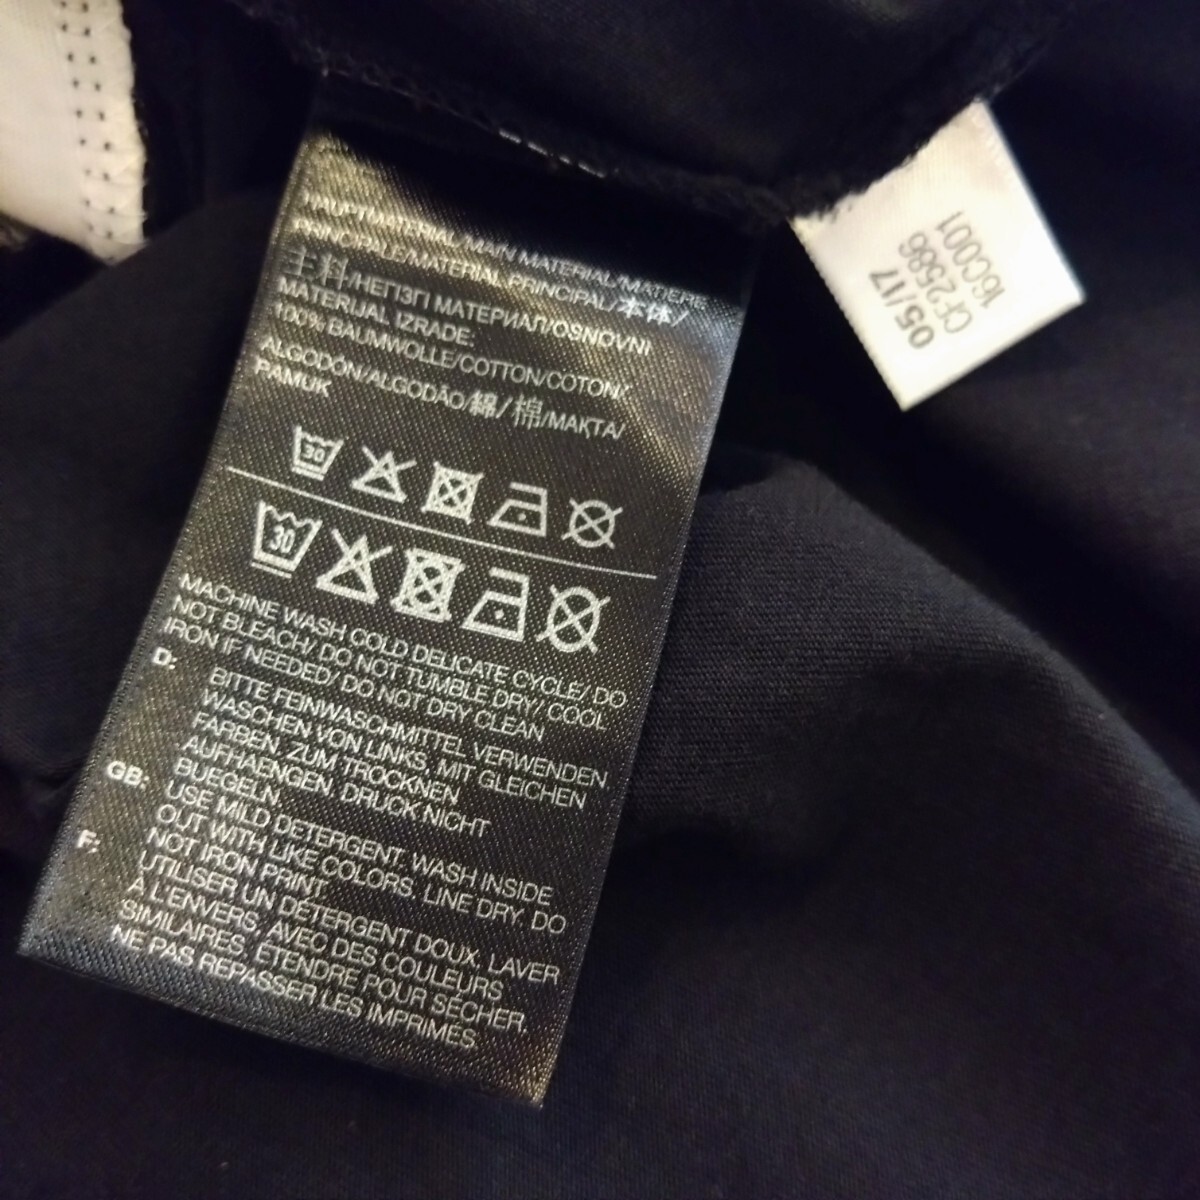 HAUPTMATERIAL/MAIN MATERIAL/MATIERE
PRINCIPALE/MATERIAL PRINCIPAL/本体/
主料/НЕГІЗГІ МАТЕРИАЛ/OSNOVNI
MATERIJAL IZRADE:
100% BAUMWOLLE/COTTON/COTON/
ALGODÓN/ALGODÃO/綿/棉/МАҚТА/
PAMUK
30
30
MACHINE WASH COLD DELICATE CYCLE/ DO
NOT BLEACH/ DO NOT TUMBLE DRY/ COOL
IRON IF NEEDED/ DO NOT DRY CLEAN
D: BITTE FEINWASCHMITTEL VERWENDEN
WASCHEN VON LINKS, MIT GLEICHEN
FARBEN. ZUM TROCKNEN
AUFHAENGEN, DRUCK NICHT
BUEGELN.
GB: USE MILD DETERGENT. WASH INSIDE
OUT WITH LIKE COLORS, LINE DRY, DO
NOT IRON PRINT.
F: UTILISER UN DÉTERGENT DOUX, LAVER
À L'ENVERS, AVEC DES COULEURS
SIMILAIRES, ÉTENDRE POUR SÉCHER,
NE PAS REPASSER LES IMPRIMÉS
05/17
CF2586
16C001